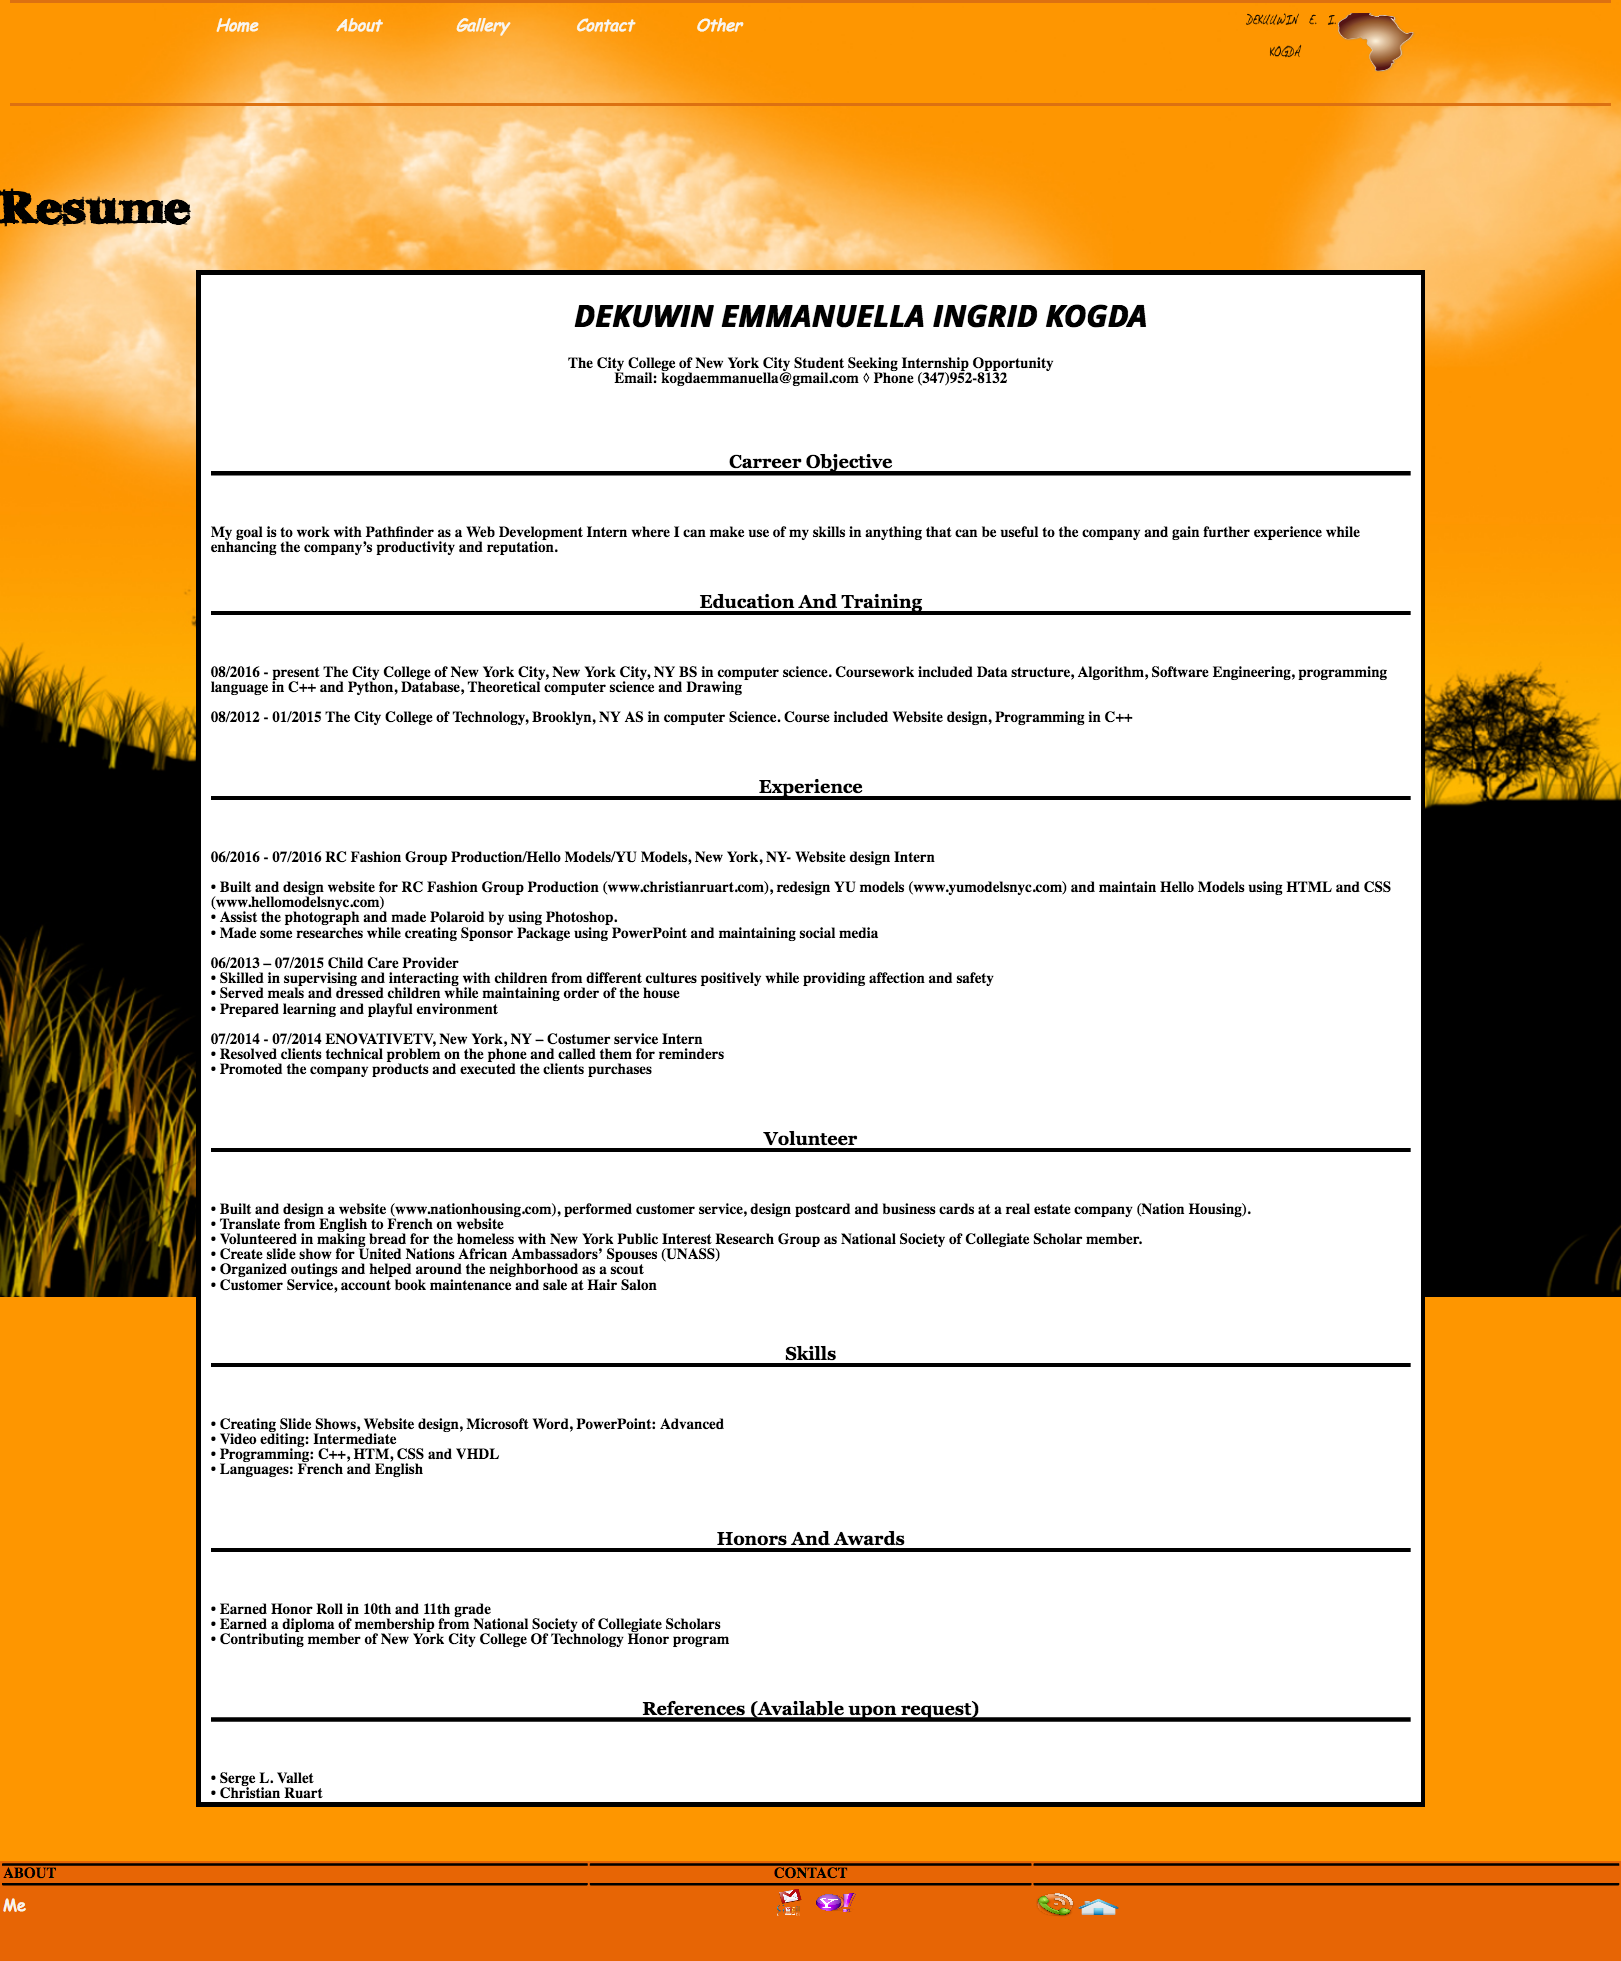 Home About Gallery Contact Other
DEKUUWIN E. I.
KOGDA
Resume
DEKUWIN EMMANUELLA INGRID KOGDA
The City College of New York City Student Seeking Internship Opportunity
Email: kogdaemmanuella@gmail.com ◊ Phone (347)952-8132
Carreer Objective
My goal is to work with Pathfinder as a Web Development Intern where I can make use of my skills in anything that can be useful to the company and gain further experience while
enhancing the company’s productivity and reputation.
Education And Training
08/2016 - present The City College of New York City, New York City, NY BS in computer science. Coursework included Data structure, Algorithm, Software Engineering, programming
language in C++ and Python, Database, Theoretical computer science and Drawing
08/2012 - 01/2015 The City College of Technology, Brooklyn, NY AS in computer Science. Course included Website design, Programming in C++
Experience
06/2016 - 07/2016 RC Fashion Group Production/Hello Models/YU Models, New York, NY- Website design Intern
• Built and design website for RC Fashion Group Production (www.christianruart.com), redesign YU models (www.yumodelsnyc.com) and maintain Hello Models using HTML and CSS
(www.hellomodelsnyc.com)
• Assist the photograph and made Polaroid by using Photoshop.
• Made some researches while creating Sponsor Package using PowerPoint and maintaining social media
06/2013 – 07/2015 Child Care Provider
• Skilled in supervising and interacting with children from different cultures positively while providing affection and safety
• Served meals and dressed children while maintaining order of the house
• Prepared learning and playful environment
07/2014 - 07/2014 ENOVATIVETV, New York, NY – Costumer service Intern
• Resolved clients technical problem on the phone and called them for reminders
• Promoted the company products and executed the clients purchases
Volunteer
• Built and design a website (www.nationhousing.com), performed customer service, design postcard and business cards at a real estate company (Nation Housing).
• Translate from English to French on website
• Volunteered in making bread for the homeless with New York Public Interest Research Group as National Society of Collegiate Scholar member.
• Create slide show for United Nations African Ambassadors’ Spouses (UNASS)
• Organized outings and helped around the neighborhood as a scout
• Customer Service, account book maintenance and sale at Hair Salon
Skills
• Creating Slide Shows, Website design, Microsoft Word, PowerPoint: Advanced
• Video editing: Intermediate
• Programming: C++, HTM, CSS and VHDL
• Languages: French and English
Honors And Awards
• Earned Honor Roll in 10th and 11th grade
• Earned a diploma of membership from National Society of Collegiate Scholars
• Contributing member of New York City College Of Technology Honor program
References (Available upon request)
• Serge L. Vallet
• Christian Ruart
ABOUT CONTACT
Me